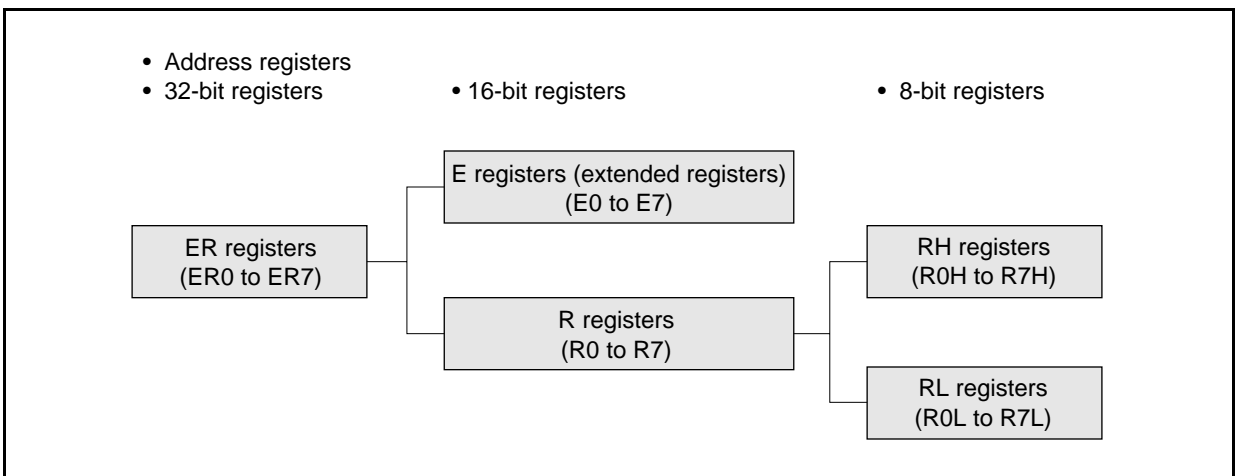 • Address registers
• 32-bit registers
• 16-bit registers
• 8-bit registers
E registers (extended registers)
(E0 to E7)
ER registers
(ER0 to ER7)
RH registers
(R0H to R7H)
R registers
(R0 to R7)
RL registers
(R0L to R7L)